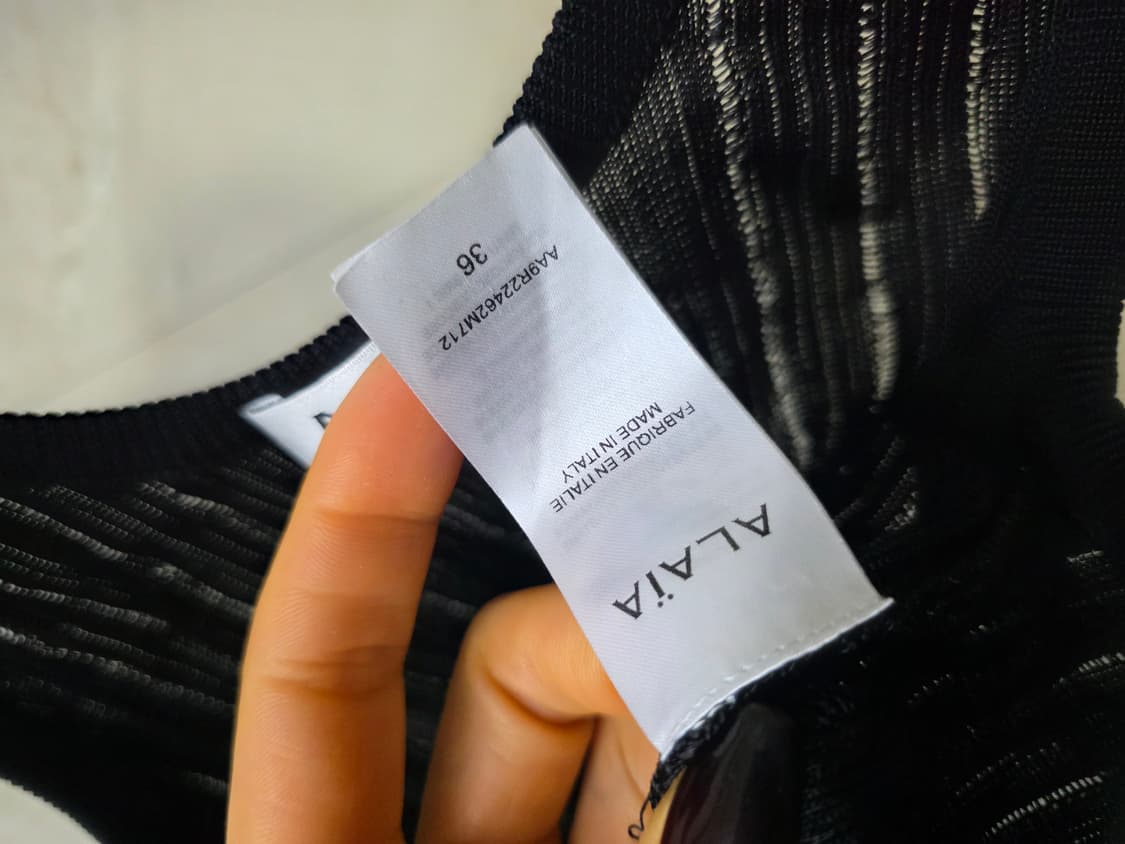 ALAÏA
FABRIQUE EN ITALIE
MADE IN ITALY
AA9R22462M712
36